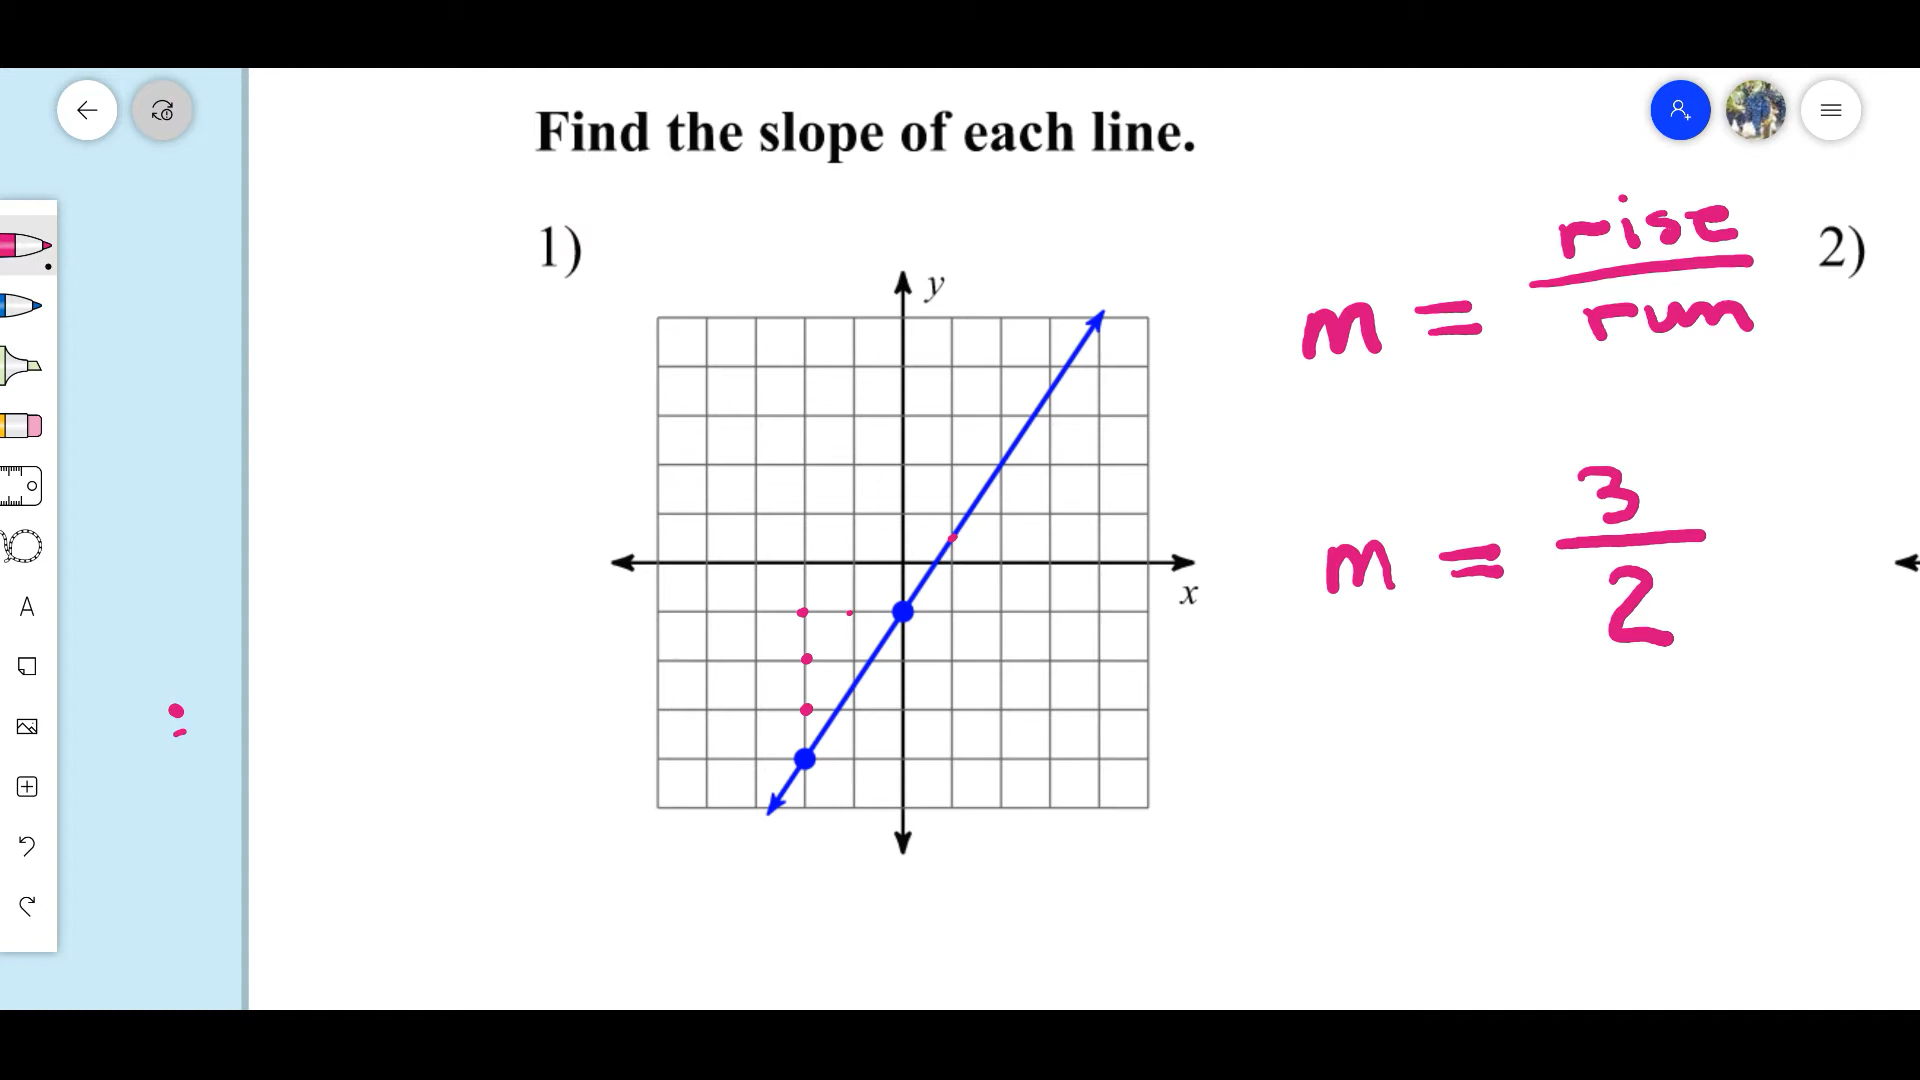 Find the slope of each line.
1)
m = rise/run
2)
y
x
m = 3/2
A